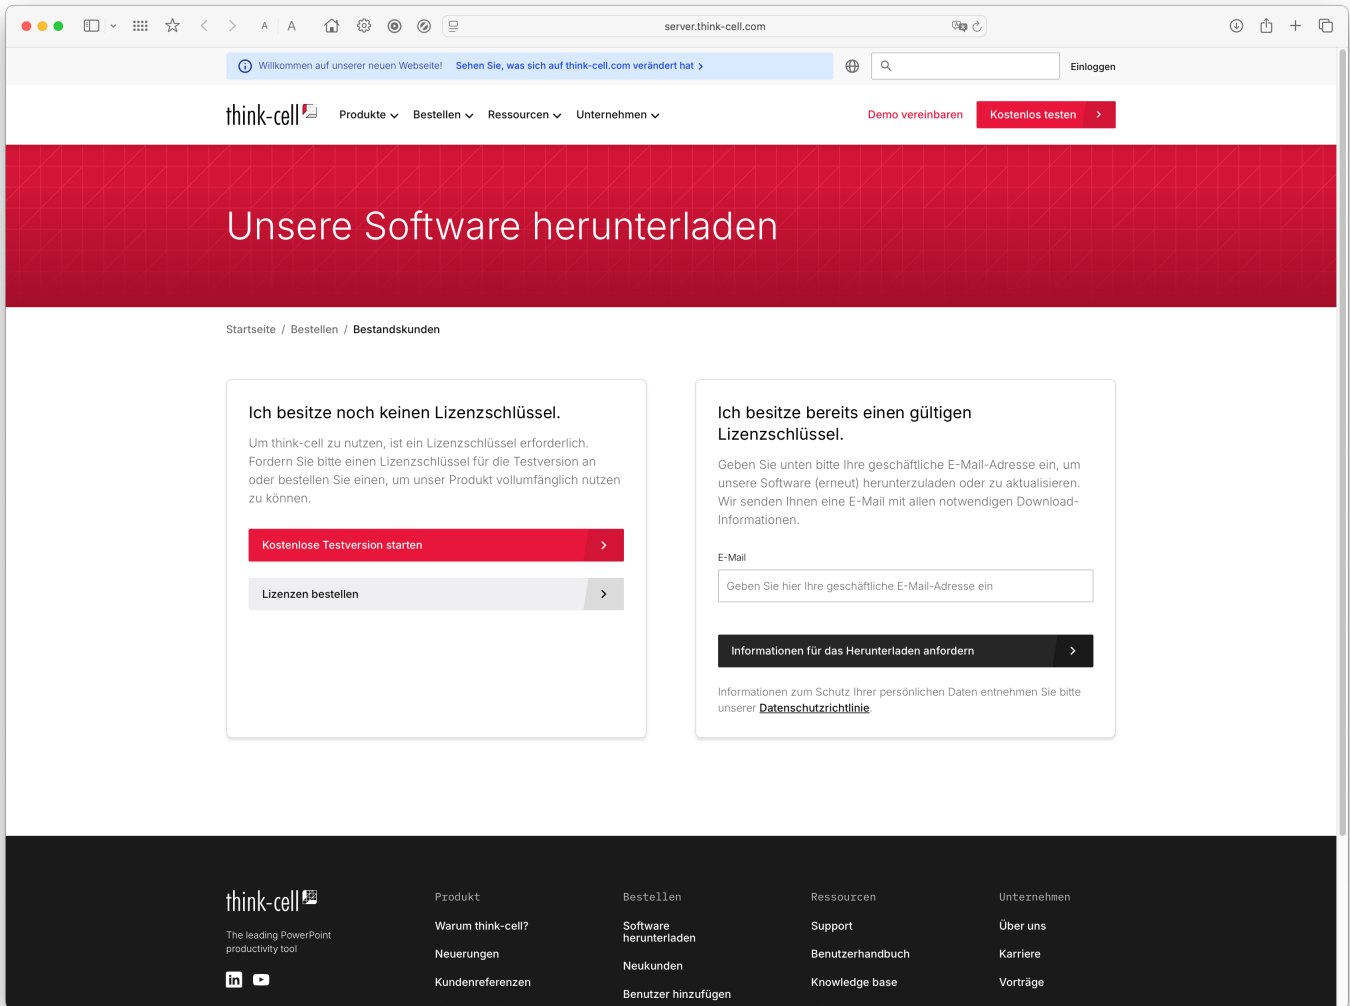 A A server.think-cell.com
Willkommen auf unserer neuen Webseite! Sehen Sie, was sich auf think-cell.com verändert hat
Einloggen
think-cell Produkte Bestellen Ressourcen Unternehmen Demo vereinbaren Kostenlos testen
Unsere Software herunterladen
Startseite / Bestellen / Bestandskunden
Ich besitze noch keinen Lizenzschlüssel.
Um think-cell zu nutzen, ist ein Lizenzschlüssel erforderlich.
Fordern Sie bitte einen Lizenzschlüssel für die Testversion an
oder bestellen Sie einen, um unser Produkt vollumfänglich nutzen
zu können.
Kostenlose Testversion starten
Lizenzen bestellen
Ich besitze bereits einen gültigen
Lizenzschlüssel.
Geben Sie unten bitte Ihre geschäftliche E-Mail-Adresse ein, um
unsere Software (erneut) herunterzuladen oder zu aktualisieren.
Wir senden Ihnen eine E-Mail mit allen notwendigen Download-
Informationen.
E-Mail
Geben Sie hier Ihre geschäftliche E-Mail-Adresse ein
Informationen für das Herunterladen anfordern
Informationen zum Schutz Ihrer persönlichen Daten entnehmen Sie bitte
unserer Datenschutzrichtlinie.
think-cell
The leading PowerPoint
productivity tool
in
Produkt
Warum think-cell?
Neuerungen
Kundenreferenzen
Bestellen
Software
herunterladen
Neukunden
Benutzer hinzufügen
Ressourcen
Support
Benutzerhandbuch
Knowledge base
Unternehmen
Über uns
Karriere
Vorträge